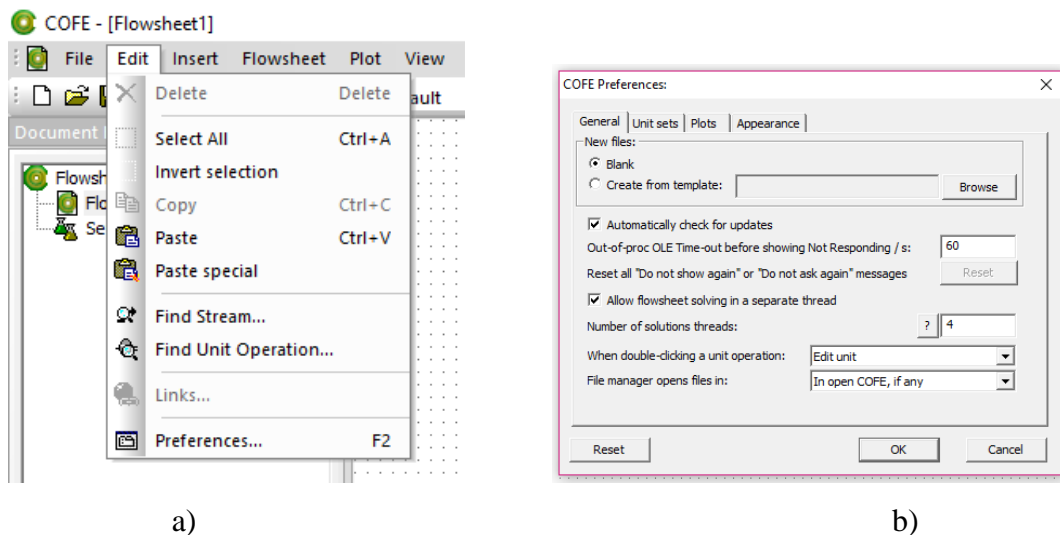 COFE - [Flowsheet1]
File Edit Insert Flowsheet Plot View
Delete Delete
ault
Document
Select All Ctrl+A
Invert selection
Flowsh
Flo
Copy Ctrl+C
Se
Paste Ctrl+V
Paste special
Find Stream...
Find Unit Operation...
Links...
Preferences... F2
a)
COFE Preferences:
General Unit sets Plots Appearance
New files:
Blank
Create from template: Browse
Automatically check for updates
Out-of-proc OLE Time-out before showing Not Responding / s: 60
Reset all "Do not show again" or "Do not ask again" messages Reset
Allow flowsheet solving in a separate thread
Number of solutions threads: ? 4
When double-clicking a unit operation: Edit unit
File manager opens files in: In open COFE, if any
Reset OK Cancel
b)